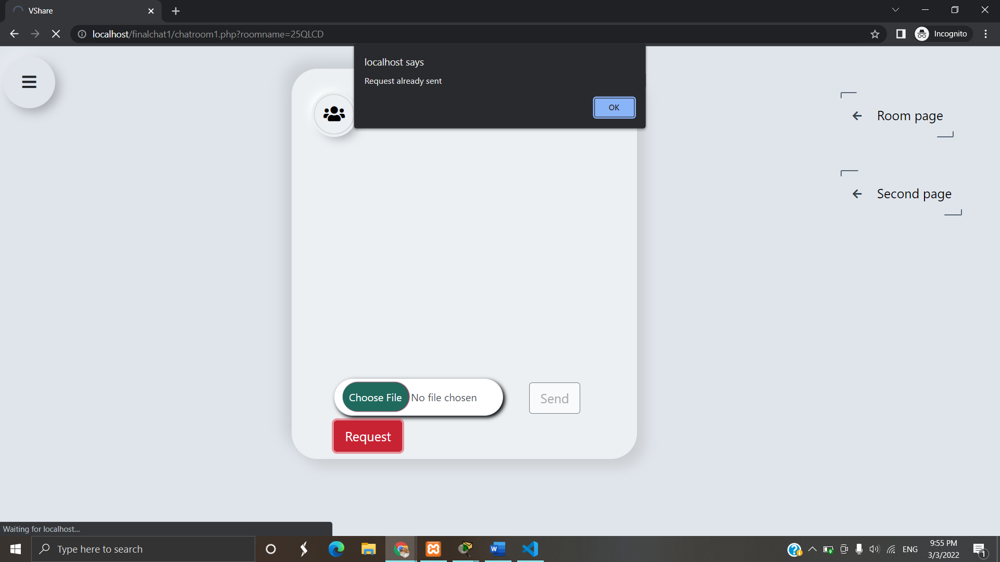 VShare
localhost/finalchat1/chatroom1.php?roomname=25QLCD
Incognito
localhost says
Request already sent
OK
Room page
Second page
Choose File No file chosen
Send
Request
Waiting for localhost...
Type here to search
ENG
9:55 PM
3/3/2022
1